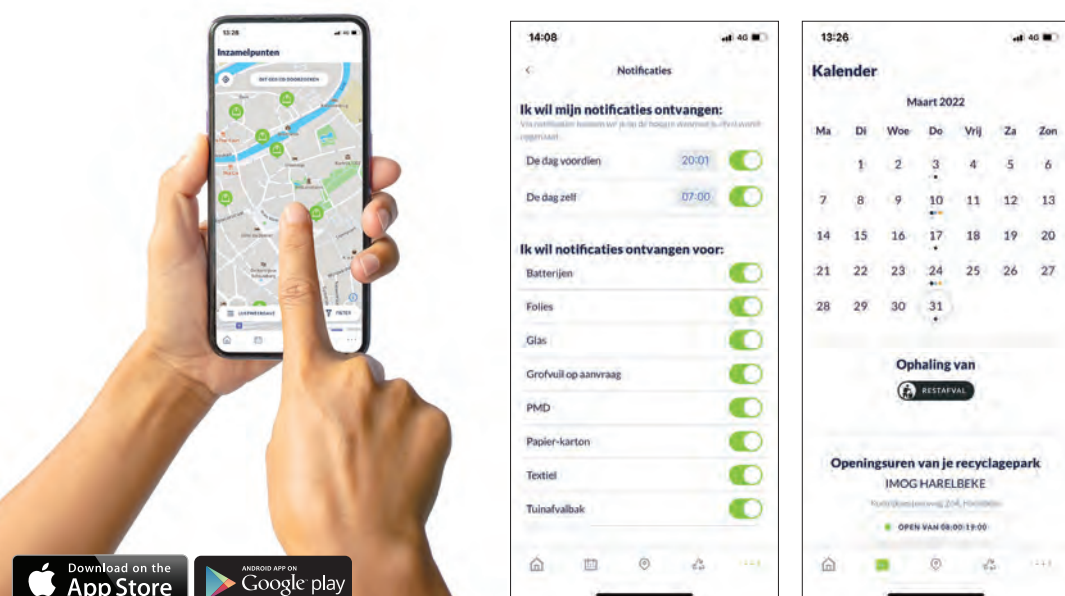 13:26
4G
Inzamelpunten
DIT GEBIED DOORZOEKEN
FILTER
Download on the
App Store
ANDROID APP ON
Google play
14:08
4G
Notificaties
Ik wil mijn notificaties ontvangen:
De dag voordien
20:01
De dag zelf
07:00
Ik wil notificaties ontvangen voor:
Batterijen
Folies
Glas
Grofvuil op aanvraag
PMD
Papier-karton
Textiel
Tuinafvalbak
13:26
4G
Kalender
Maart 2022
Ma Di Woe Do Vrij Za Zon
1 2 3 4 5 6
7 8 9 10 11 12 13
14 15 16 17 18 19 20
21 22 23 24 25 26 27
28 29 30 31
Ophaling van
RESTAFVAL
Openingsuren van je recyclagepark
IMOG HARELBEKE
OPEN VAN 08:00-19:00